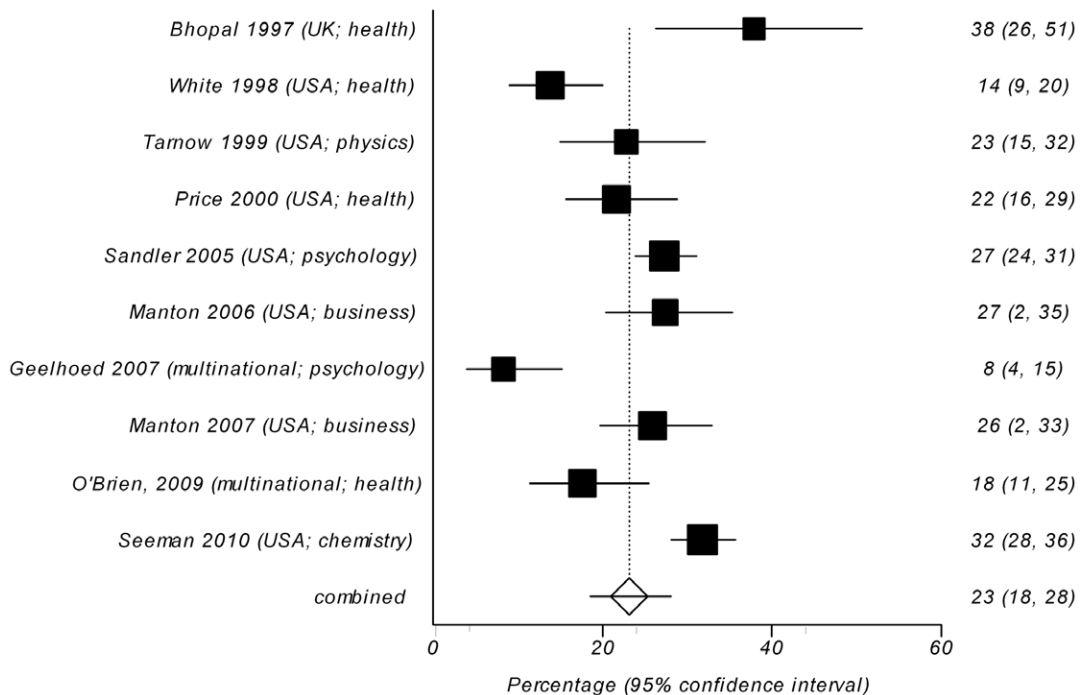 Bhopal 1997 (UK; health) 38 (26, 51)
White 1998 (USA; health) 14 (9, 20)
Tarnow 1999 (USA; physics) 23 (15, 32)
Price 2000 (USA; health) 22 (16, 29)
Sandler 2005 (USA; psychology) 27 (24, 31)
Manton 2006 (USA; business) 27 (2, 35)
Geelhoed 2007 (multinational; psychology) 8 (4, 15)
Manton 2007 (USA; business) 26 (2, 33)
O'Brien, 2009 (multinational; health) 18 (11, 25)
Seeman 2010 (USA; chemistry) 32 (28, 36)
combined 23 (18, 28)
0 20 40 60
Percentage (95% confidence interval)